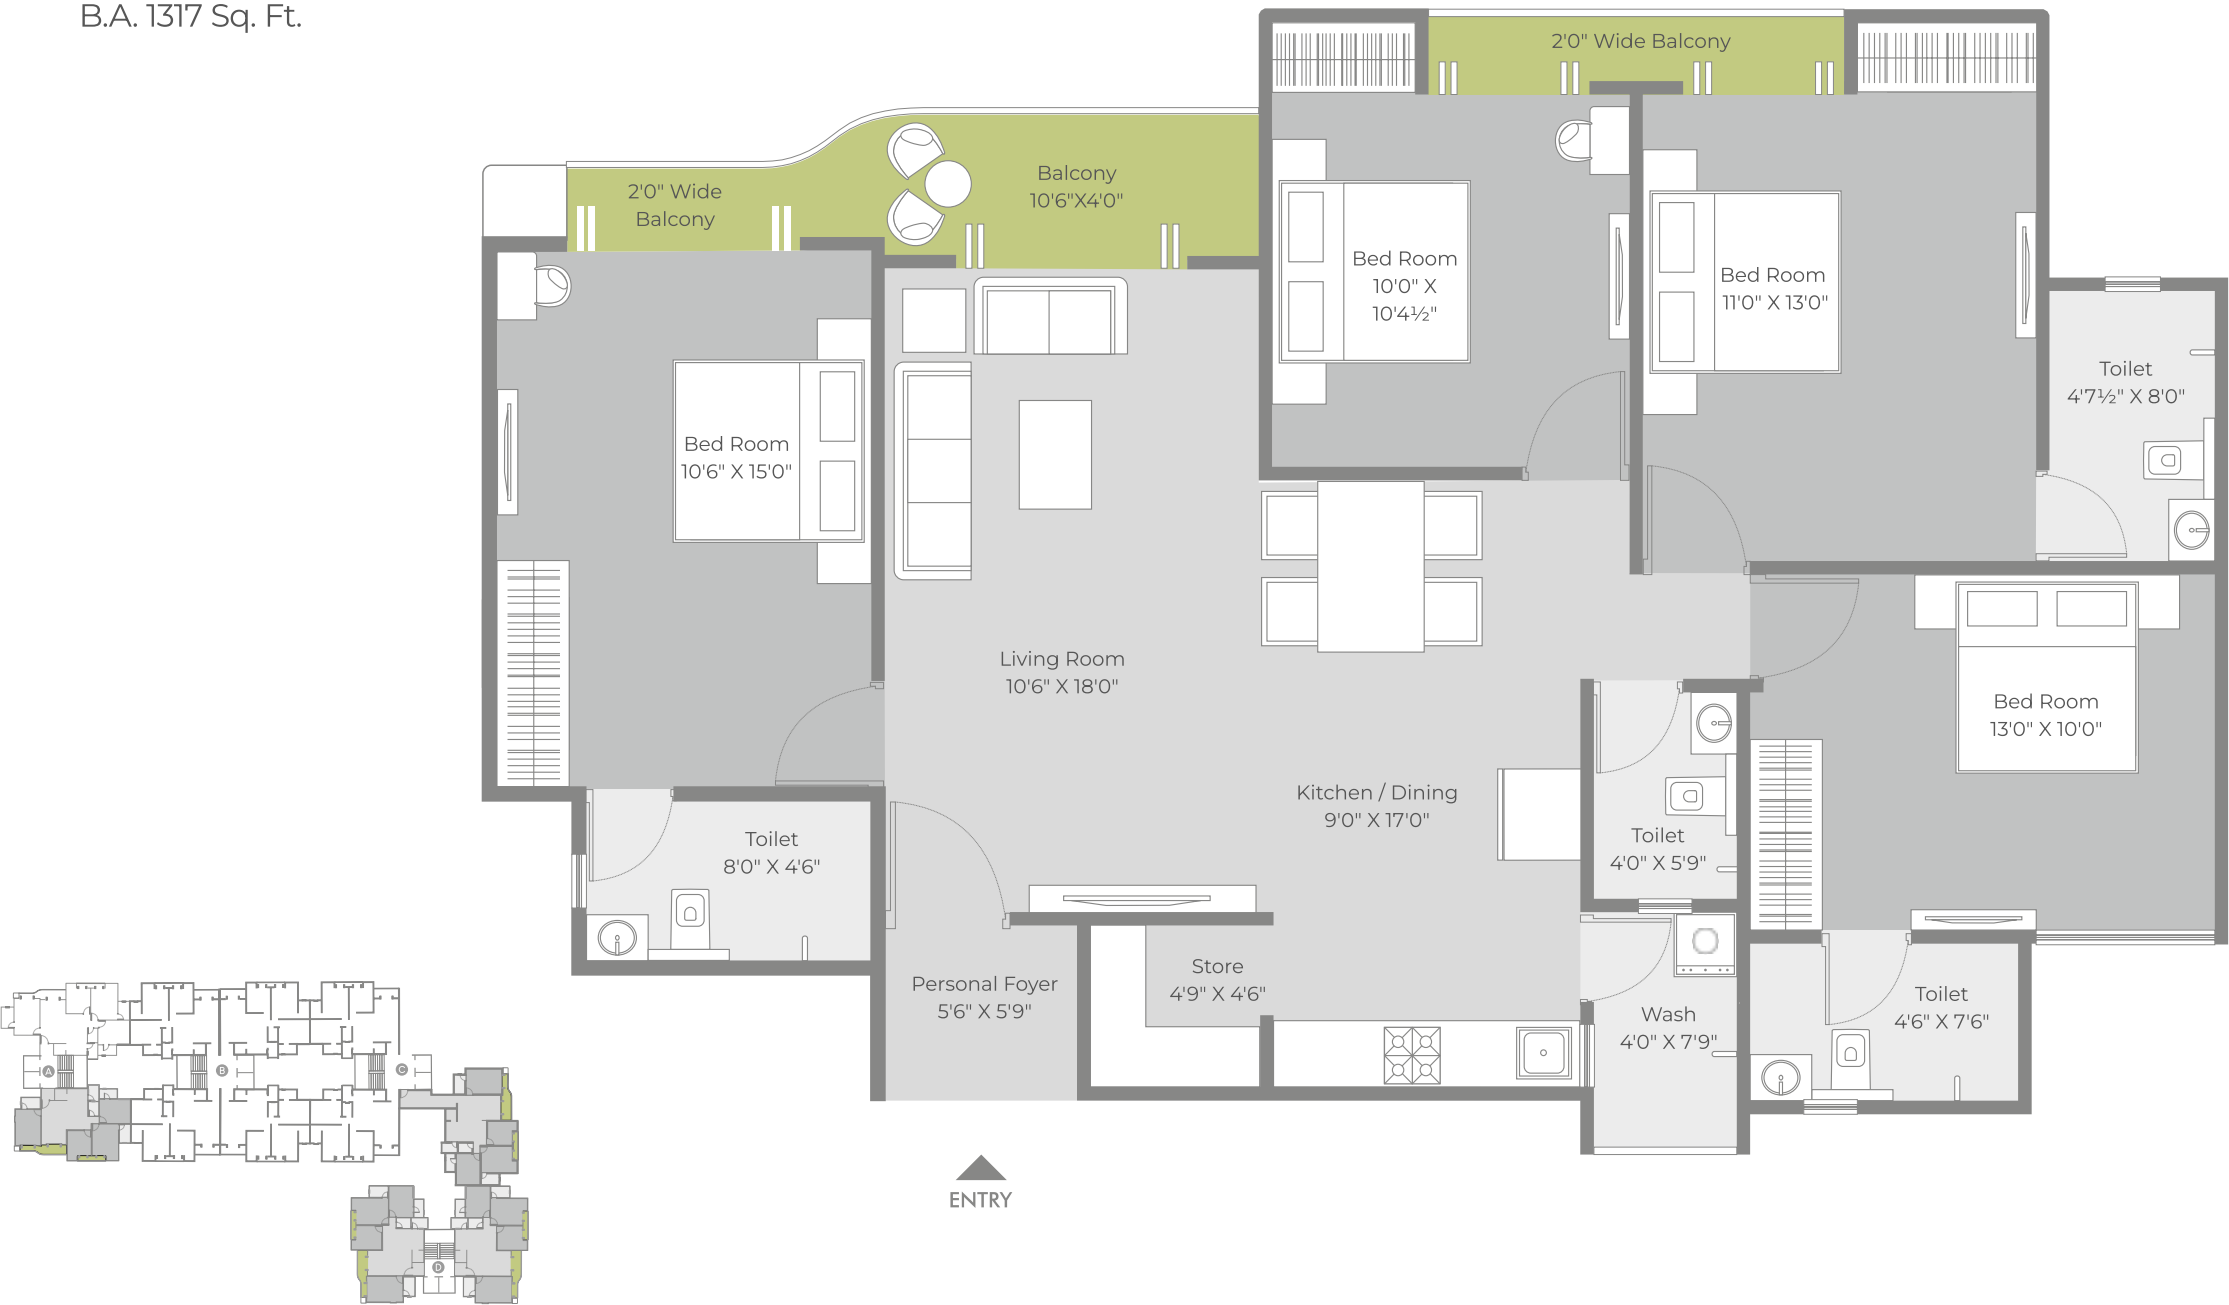 B.A. 1317 Sq. Ft.
2'0" Wide Balcony
2'0" Wide
Balcony
Balcony
10'6"X4'0"
Bed Room
10'0" X
10'4½"
Bed Room
11'0" X 13'0"
Toilet
4'7½" X 8'0"
Bed Room
10'6" X 15'0"
Living Room
10'6" X 18'0"
Bed Room
13'0" X 10'0"
Kitchen / Dining
9'0" X 17'0"
Toilet
4'0" X 5'9"
Toilet
8'0" X 4'6"
Store
4'9" X 4'6"
Personal Foyer
5'6" X 5'9"
Wash
4'0" X 7'9"
Toilet
4'6" X 7'6"
ENTRY
A
B
C
D